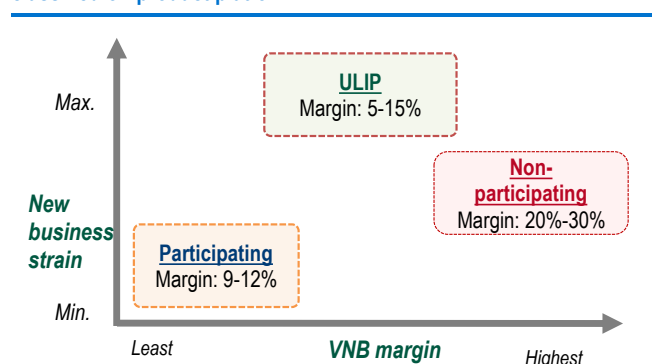 Max.
ULIP
Margin: 5-15%
Non-
participating
Margin: 20%-30%
New
business
strain
Participating
Margin: 9-12%
Min.
Least
VNB margin
Highest